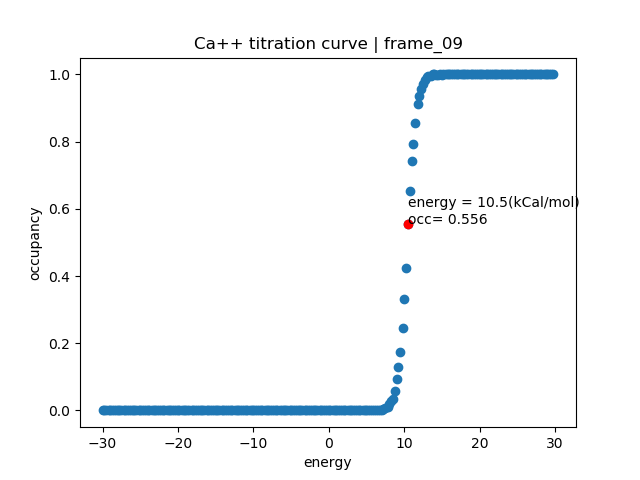 Ca++ titration curve | frame_09
1.0
0.8
0.6
0.4
0.2
0.0
occupancy
energy = 10.5(kCal/mol)
occ= 0.556
−30 −20 −10 0 10 20 30
energy